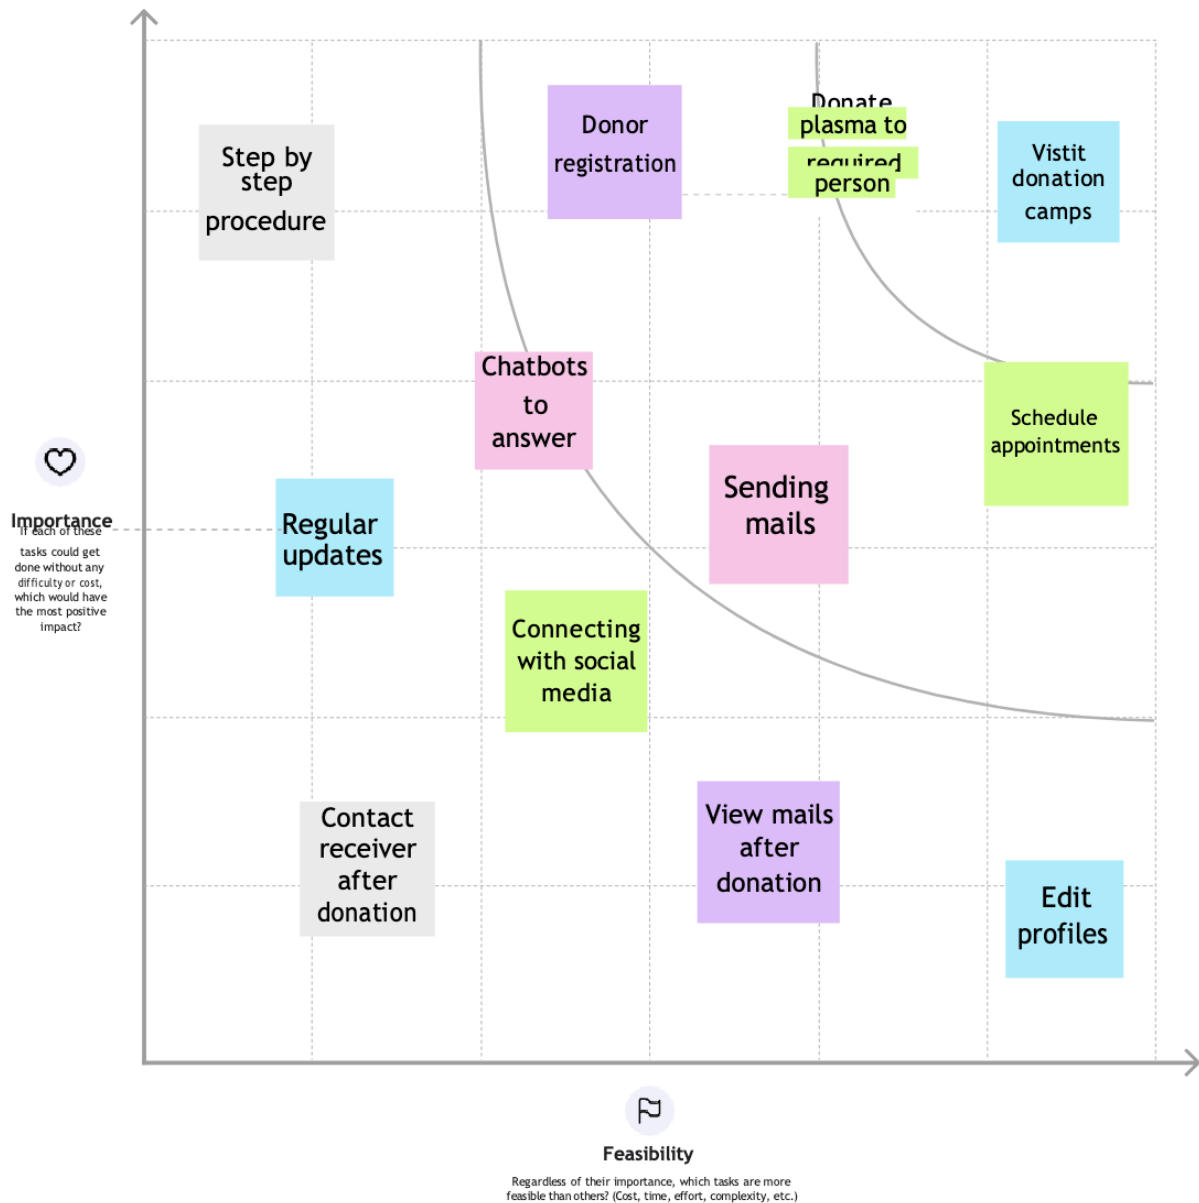 Donor
registration
Donate
plasma to
required
person
Vistit
donation
camps
Step by
step
procedure
Chatbots
to
answer
Schedule
appointments
Sending
mails
Regular
updates
Importance
If each of these
tasks could get
done without any
difficulty or cost,
which would have
the most positive
impact?
Connecting
with social
media
Contact
receiver
after
donation
View mails
after
donation
Edit
profiles
Feasibility
Regardless of their importance, which tasks are more
feasible than others? (Cost, time, effort, complexity, etc.)